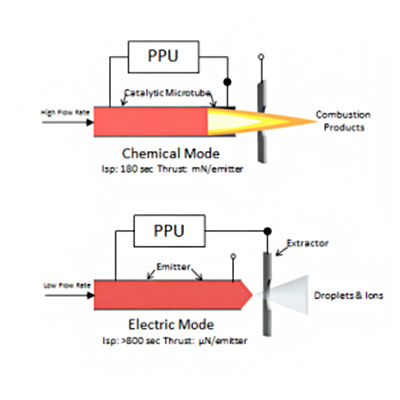 PPU
Catalytic Microtube
High Flow Rate
Combustion
Products
Chemical Mode
Isp: 180 sec Thrust: mN/emitter
PPU
Extractor
Emitter
Low Flow Rate
Droplets & Ions
Electric Mode
Isp: >800 sec Thrust: μN/emitter